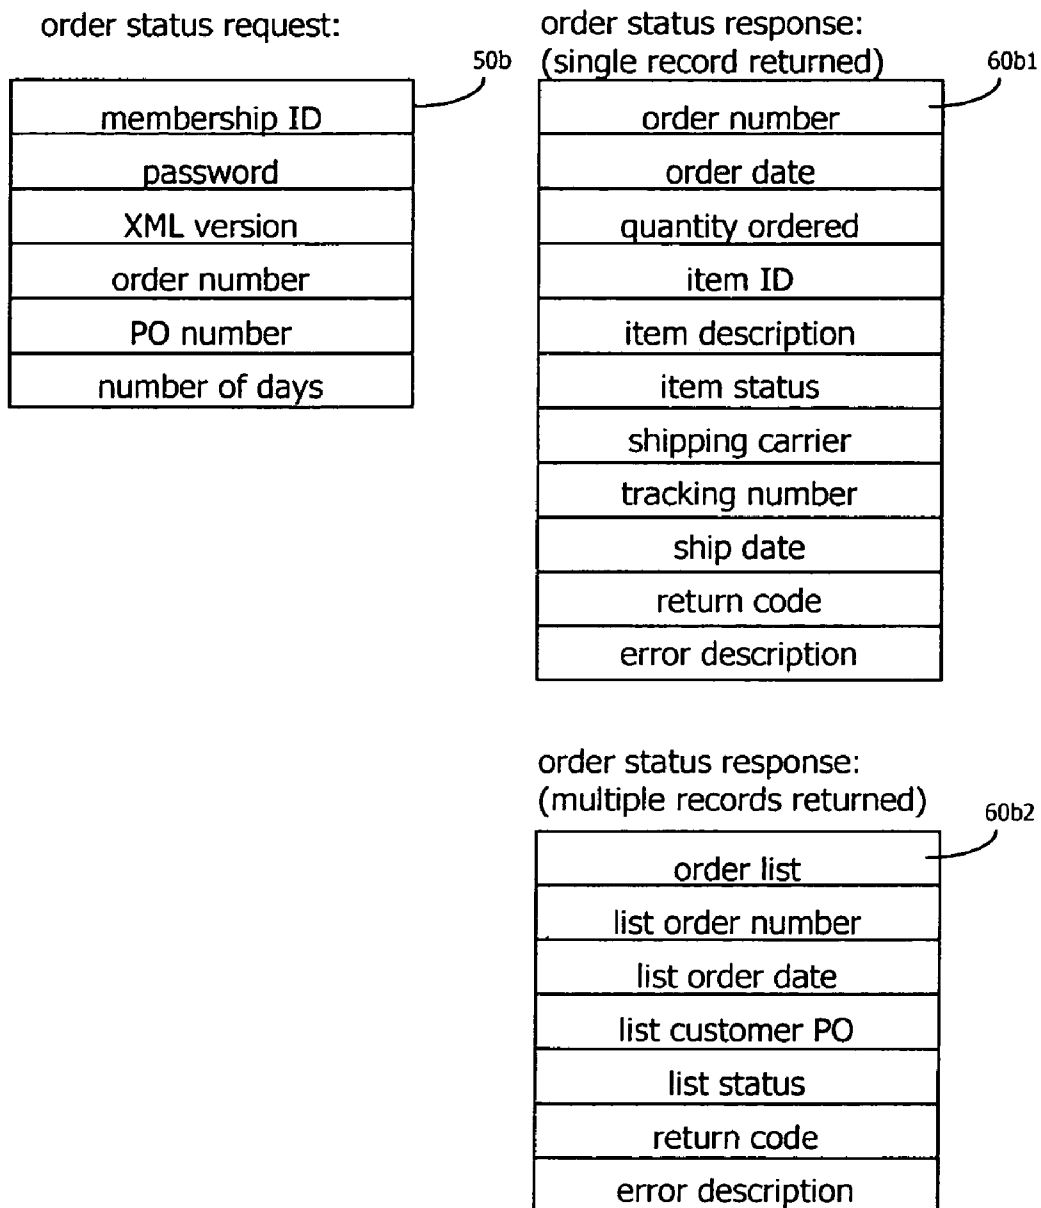 order status request:
50b
membership ID
password
XML version
order number
PO number
number of days
order status response:
(single record returned)
60b1
order number
order date
quantity ordered
item ID
item description
item status
shipping carrier
tracking number
ship date
return code
error description
order status response:
(multiple records returned)
60b2
order list
list order number
list order date
list customer PO
list status
return code
error description